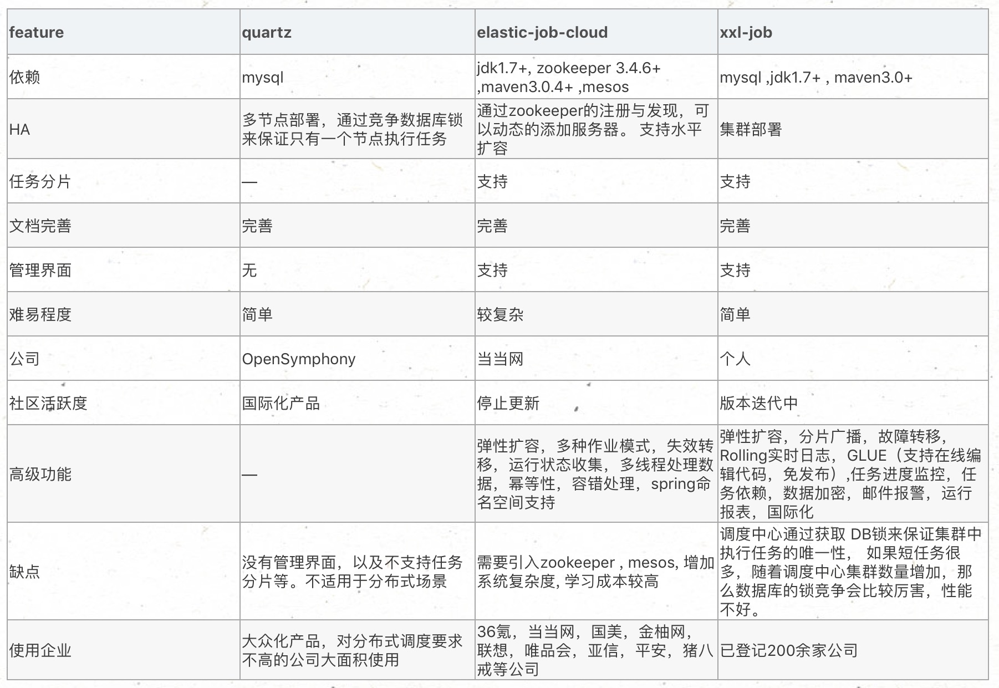 feature
quartz
elastic-job-cloud
xxl-job
依赖
mysql
jdk1.7+, zookeeper 3.4.6+
,maven3.0.4+ ,mesos
mysql ,jdk1.7+ , maven3.0+
HA
多节点部署，通过竞争数据库锁
来保证只有一个节点执行任务
通过zookeeper的注册与发现，可
以动态的添加服务器。 支持水平
扩容
集群部署
任务分片
—
支持
支持
文档完善
完善
完善
完善
管理界面
无
支持
支持
难易程度
简单
较复杂
简单
公司
OpenSymphony
当当网
个人
社区活跃度
国际化产品
停止更新
版本迭代中
高级功能
—
弹性扩容，多种作业模式，失效转
移，运行状态收集，多线程处理数
据，幂等性，容错处理，spring命
名空间支持
弹性扩容，分片广播，故障转移，
Rolling实时日志，GLUE（支持在线编
辑代码，免发布）,任务进度监控，任
务依赖，数据加密，邮件报警，运行
报表，国际化
缺点
没有管理界面，以及不支持任务
分片等。不适用于分布式场景
需要引入zookeeper , mesos, 增加
系统复杂度, 学习成本较高
调度中心通过获取 DB锁来保证集群中
执行任务的唯一性， 如果短任务很
多，随着调度中心集群数量增加，那
么数据库的锁竞争会比较厉害，性能
不好。
使用企业
大众化产品，对分布式调度要求
不高的公司大面积使用
36氪，当当网，国美，金柚网，
联想，唯品会，亚信，平安，猪八
戒等公司
已登记200余家公司